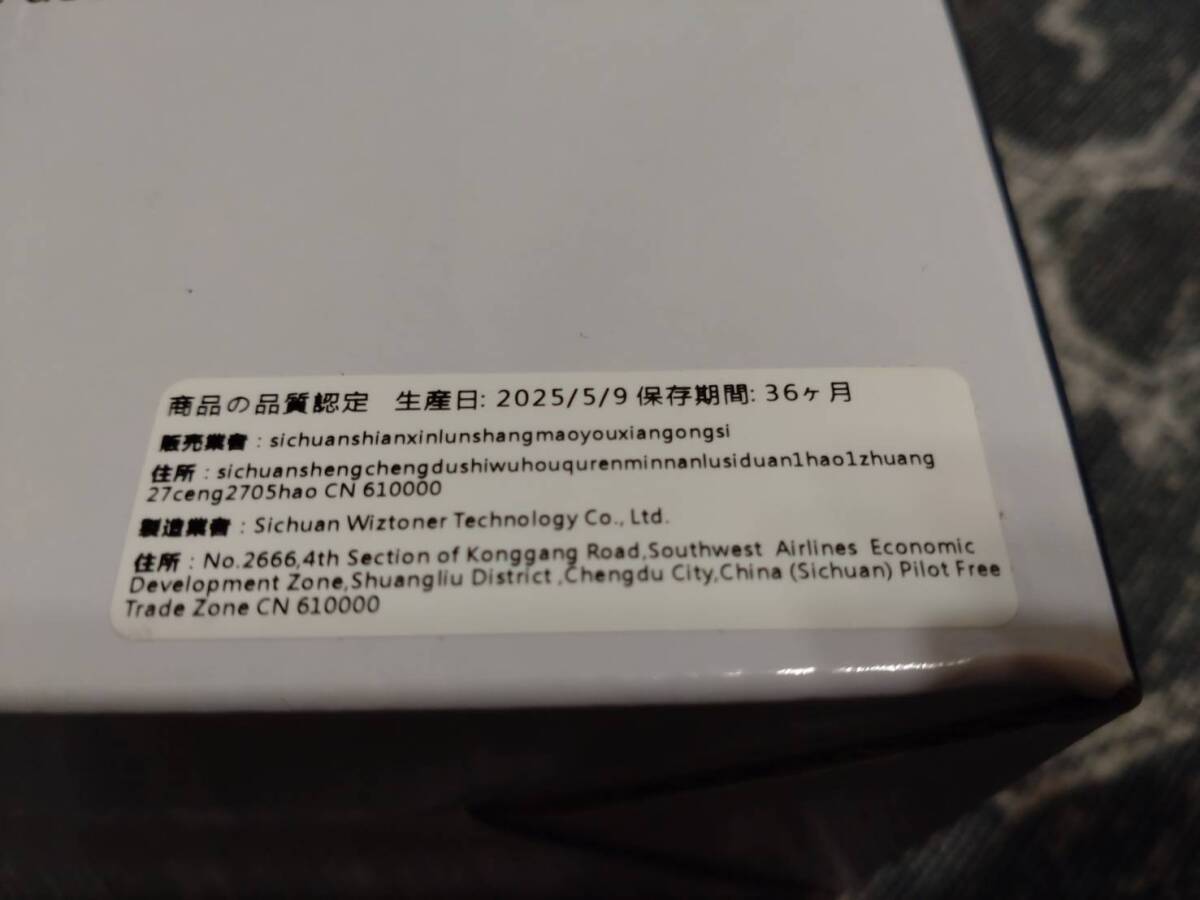 商品の品質認定 生産日: 2025/5/9 保存期間: 36ヶ月
販売業者 : sichuanshianxinlunshangmaoyouxiangongsi
住所 : sichuanshengchengdushiwuhouqurenminnanlusiduan1hao1zhuang
27ceng2705hao CN 610000
製造業者 : Sichuan Wiztoner Technology Co., Ltd.
住所 : No.2666,4th Section of Konggang Road,Southwest Airlines Economic
Development Zone,Shuangliu District ,Chengdu City,China (Sichuan) Pilot Free
Trade Zone CN 610000